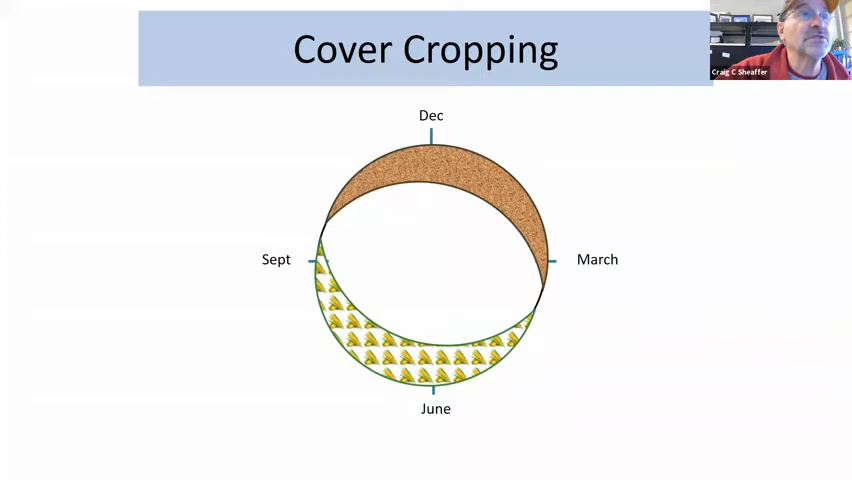 Cover Cropping
Craig C Sheaffer
Dec
Sept
March
June